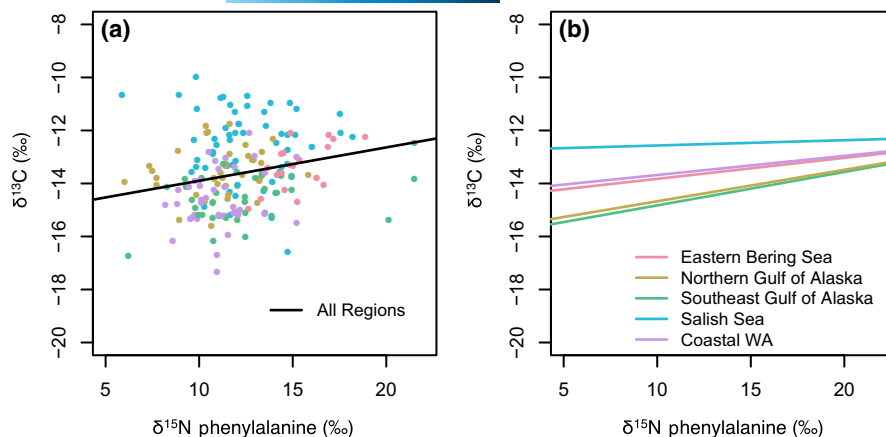 (a)
−8
−10
−12
−14
−16
−18
−20
δ13C (‰)
All Regions
5
10
15
20
δ15N phenylalanine (‰)
(b)
−8
−10
−12
−14
−16
−18
−20
δ13C (‰)
Eastern Bering Sea
Northern Gulf of Alaska
Southeast Gulf of Alaska
Salish Sea
Coastal WA
5
10
15
20
δ15N phenylalanine (‰)